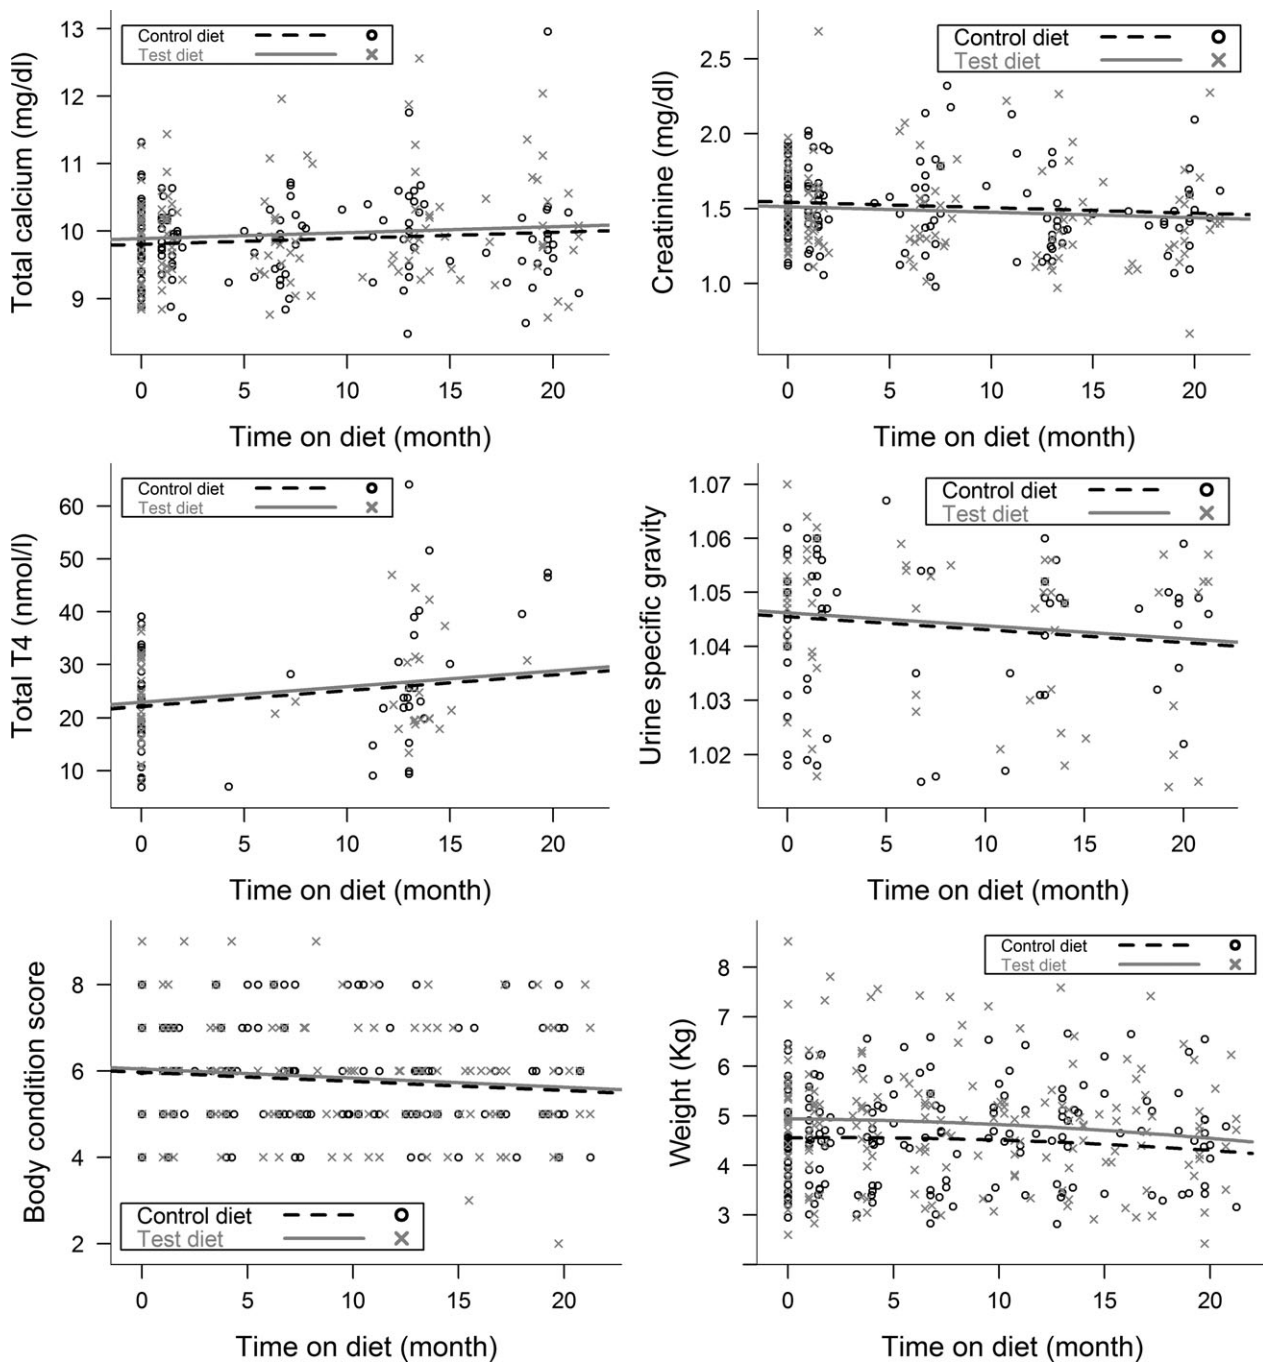 Total calcium (mg/dl)
13
12
11
10
9
Control diet
Test diet
0 5 10 15 20
Time on diet (month)
Creatinine (mg/dl)
2.5
2.0
1.5
1.0
Control diet
Test diet
0 5 10 15 20
Time on diet (month)
Total T4 (nmol/l)
60
50
40
30
20
10
Control diet
Test diet
0 5 10 15 20
Time on diet (month)
Urine specific gravity
1.07
1.06
1.05
1.04
1.03
1.02
Control diet
Test diet
0 5 10 15 20
Time on diet (month)
Body condition score
8
6
4
2
Control diet
Test diet
0 5 10 15 20
Time on diet (month)
Weight (Kg)
8
7
6
5
4
3
Control diet
Test diet
0 5 10 15 20
Time on diet (month)